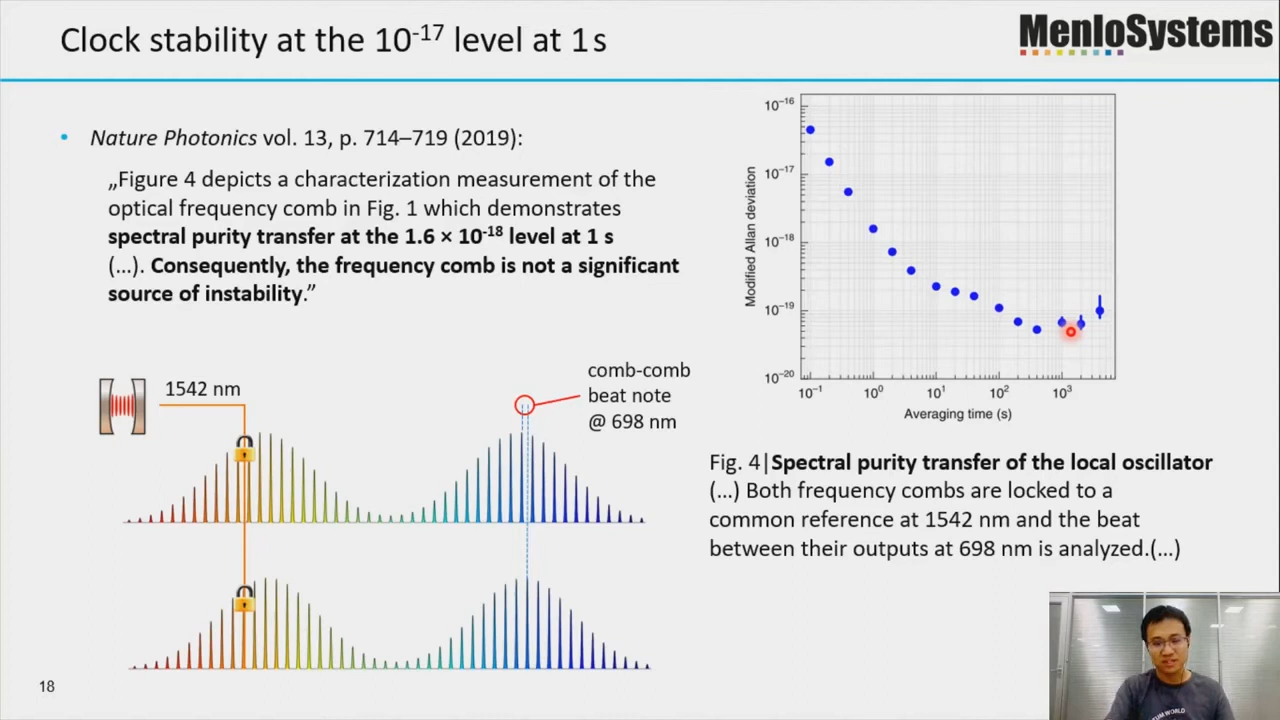 Clock stability at the 10⁻¹⁷ level at 1 s
MenloSystems
• Nature Photonics vol. 13, p. 714–719 (2019):
„Figure 4 depicts a characterization measurement of the
optical frequency comb in Fig. 1 which demonstrates
spectral purity transfer at the 1.6 × 10⁻¹⁸ level at 1 s
(…). Consequently, the frequency comb is not a significant
source of instability.”
1542 nm
comb-comb
beat note
@ 698 nm
Modified Allan deviation
10⁻¹⁶
10⁻¹⁷
10⁻¹⁸
10⁻¹⁹
10⁻²⁰
10⁻¹ 10⁰ 10¹ 10² 10³
Averaging time (s)
Fig. 4|Spectral purity transfer of the local oscillator
(…) Both frequency combs are locked to a
common reference at 1542 nm and the beat
between their outputs at 698 nm is analyzed.(…)
18
TUM WORLD